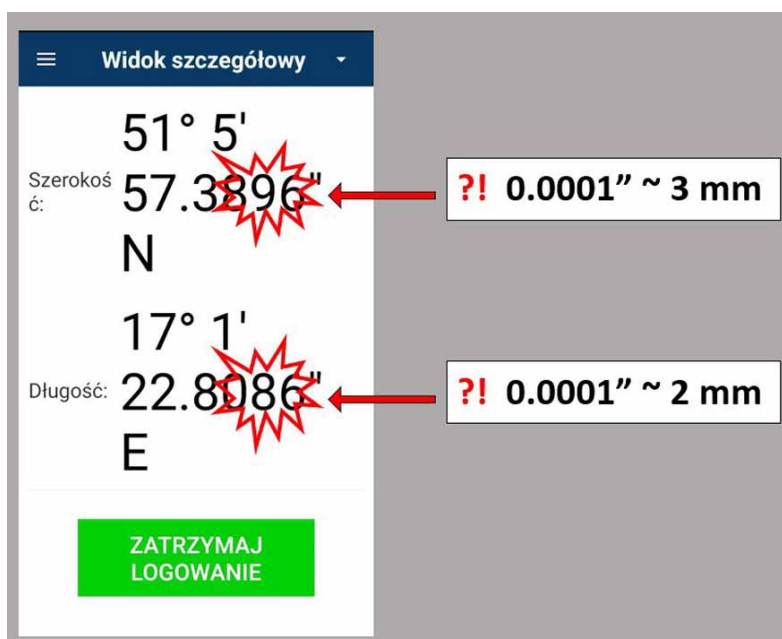 Widok szczegółowy
51° 5'
Szerokoś
ć:
57.3896"
N
?! 0.0001” ~ 3 mm
17° 1'
Długość:
22.8086"
E
?! 0.0001” ~ 2 mm
ZATRZYMAJ
LOGOWANIE